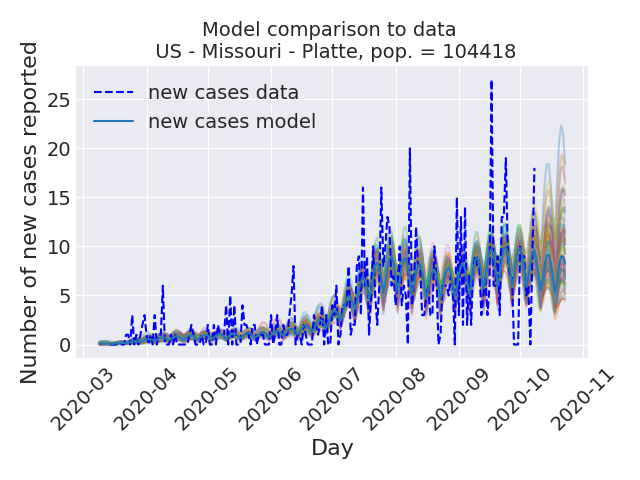 Model comparison to data
US - Missouri - Platte, pop. = 104418
Number of new cases reported
new cases data
new cases model
25
20
15
10
5
0
2020-03
2020-04
2020-05
2020-06
2020-07
2020-08
2020-09
2020-10
2020-11
Day